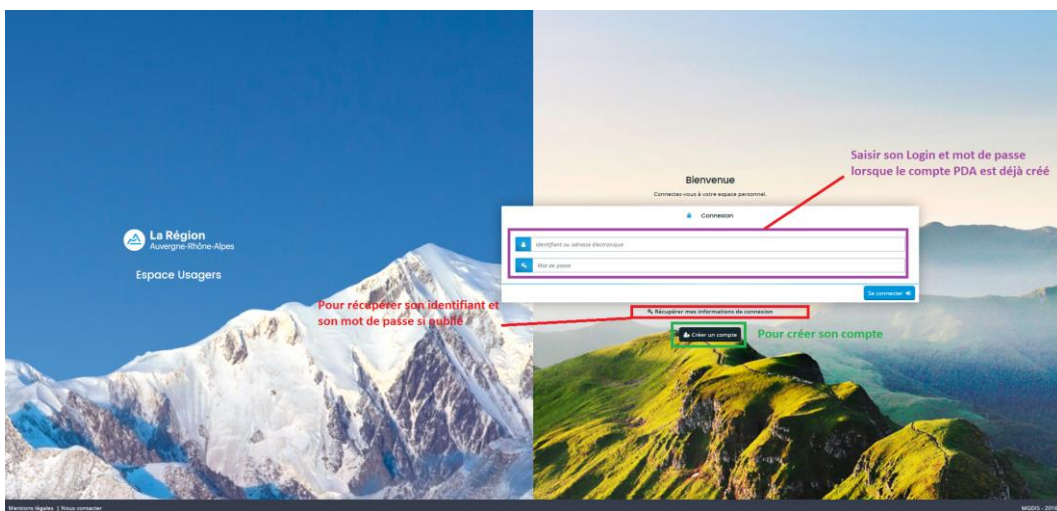 La Région
Auvergne-Rhône-Alpes
Espace Usagers
Bienvenue
Connectez-vous à votre espace personnel.
Saisir son Login et mot de passe
lorsque le compte PDA est déjà créé
Connexion
Identifiant ou adresse électronique
Mot de passe
Se connecter
Pour récupérer son identifiant et
son mot de passe si oublié
Récupérer mes informations de connexion
Créer un compte
Pour créer son compte
Mentions légales | Nous contacter
MGDIS -